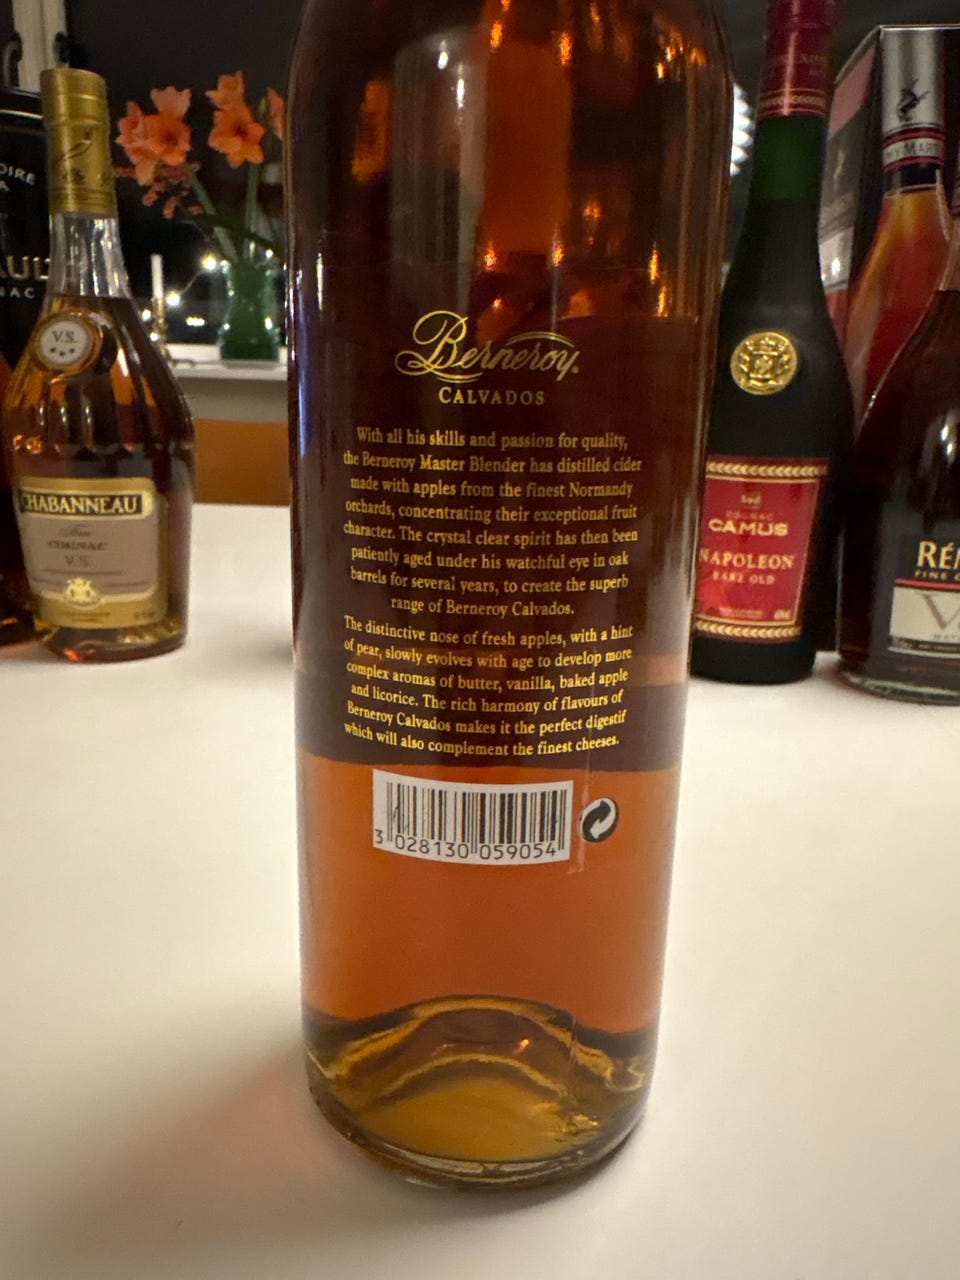 Berneroy.
CALVADOS
With all his skills and passion for quality,
the Berneroy Master Blender has distilled cider
made with apples from the finest Normandy
orchards, concentrating their exceptional fruit
character. The crystal clear spirit has then been
patiently aged under his watchful eye in oak
barrels for several years, to create the superb
range of Berneroy Calvados.
The distinctive nose of fresh apples, with a hint
of pear, slowly evolves with age to develop more
complex aromas of butter, vanilla, baked apple
and licorice. The rich harmony of flavours of
Berneroy Calvados makes it the perfect digestif
which will also complement the finest cheeses.
3 028130 059054
V.S.
CHABANNEAU
Fine
COGNAC
V.S.
COGNAC
CAMUS
NAPOLEON
RARE OLD